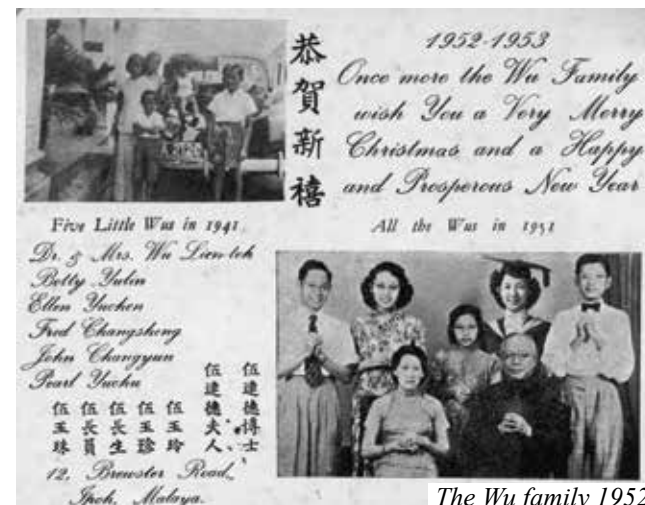 恭賀新禧
1952-1953
Once more the Wu Family
wish You a Very Merry
Christmas and a Happy
and Prosperous New Year
Five Little Wus in 1941.
All the Wus in 1951
Dr. & Mrs. Wu Lien-teh
Betty Yulin
Ellen Yuchen
Fred Changsheng
John Changyun
Pearl Yuchu
伍連德博士
伍連德夫人
伍玉玲
伍玉珍
伍長生
伍長員
伍玉珠
12, Brewster Road,
Ipoh, Malaya.
The Wu family 1952